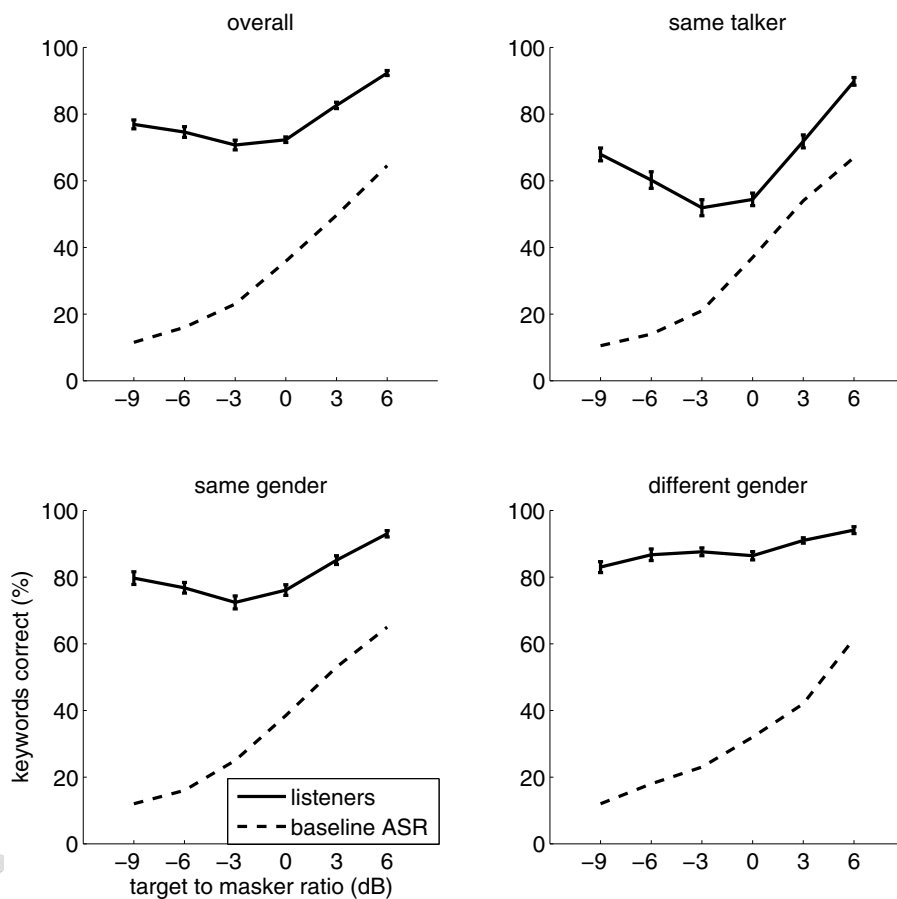 overall
100
80
60
40
20
0
−9 −6 −3 0 3 6
same talker
100
80
60
40
20
0
−9 −6 −3 0 3 6
same gender
100
80
60
40
20
0
keywords correct (%)
listeners
baseline ASR
−9 −6 −3 0 3 6
target to masker ratio (dB)
different gender
100
80
60
40
20
0
−9 −6 −3 0 3 6